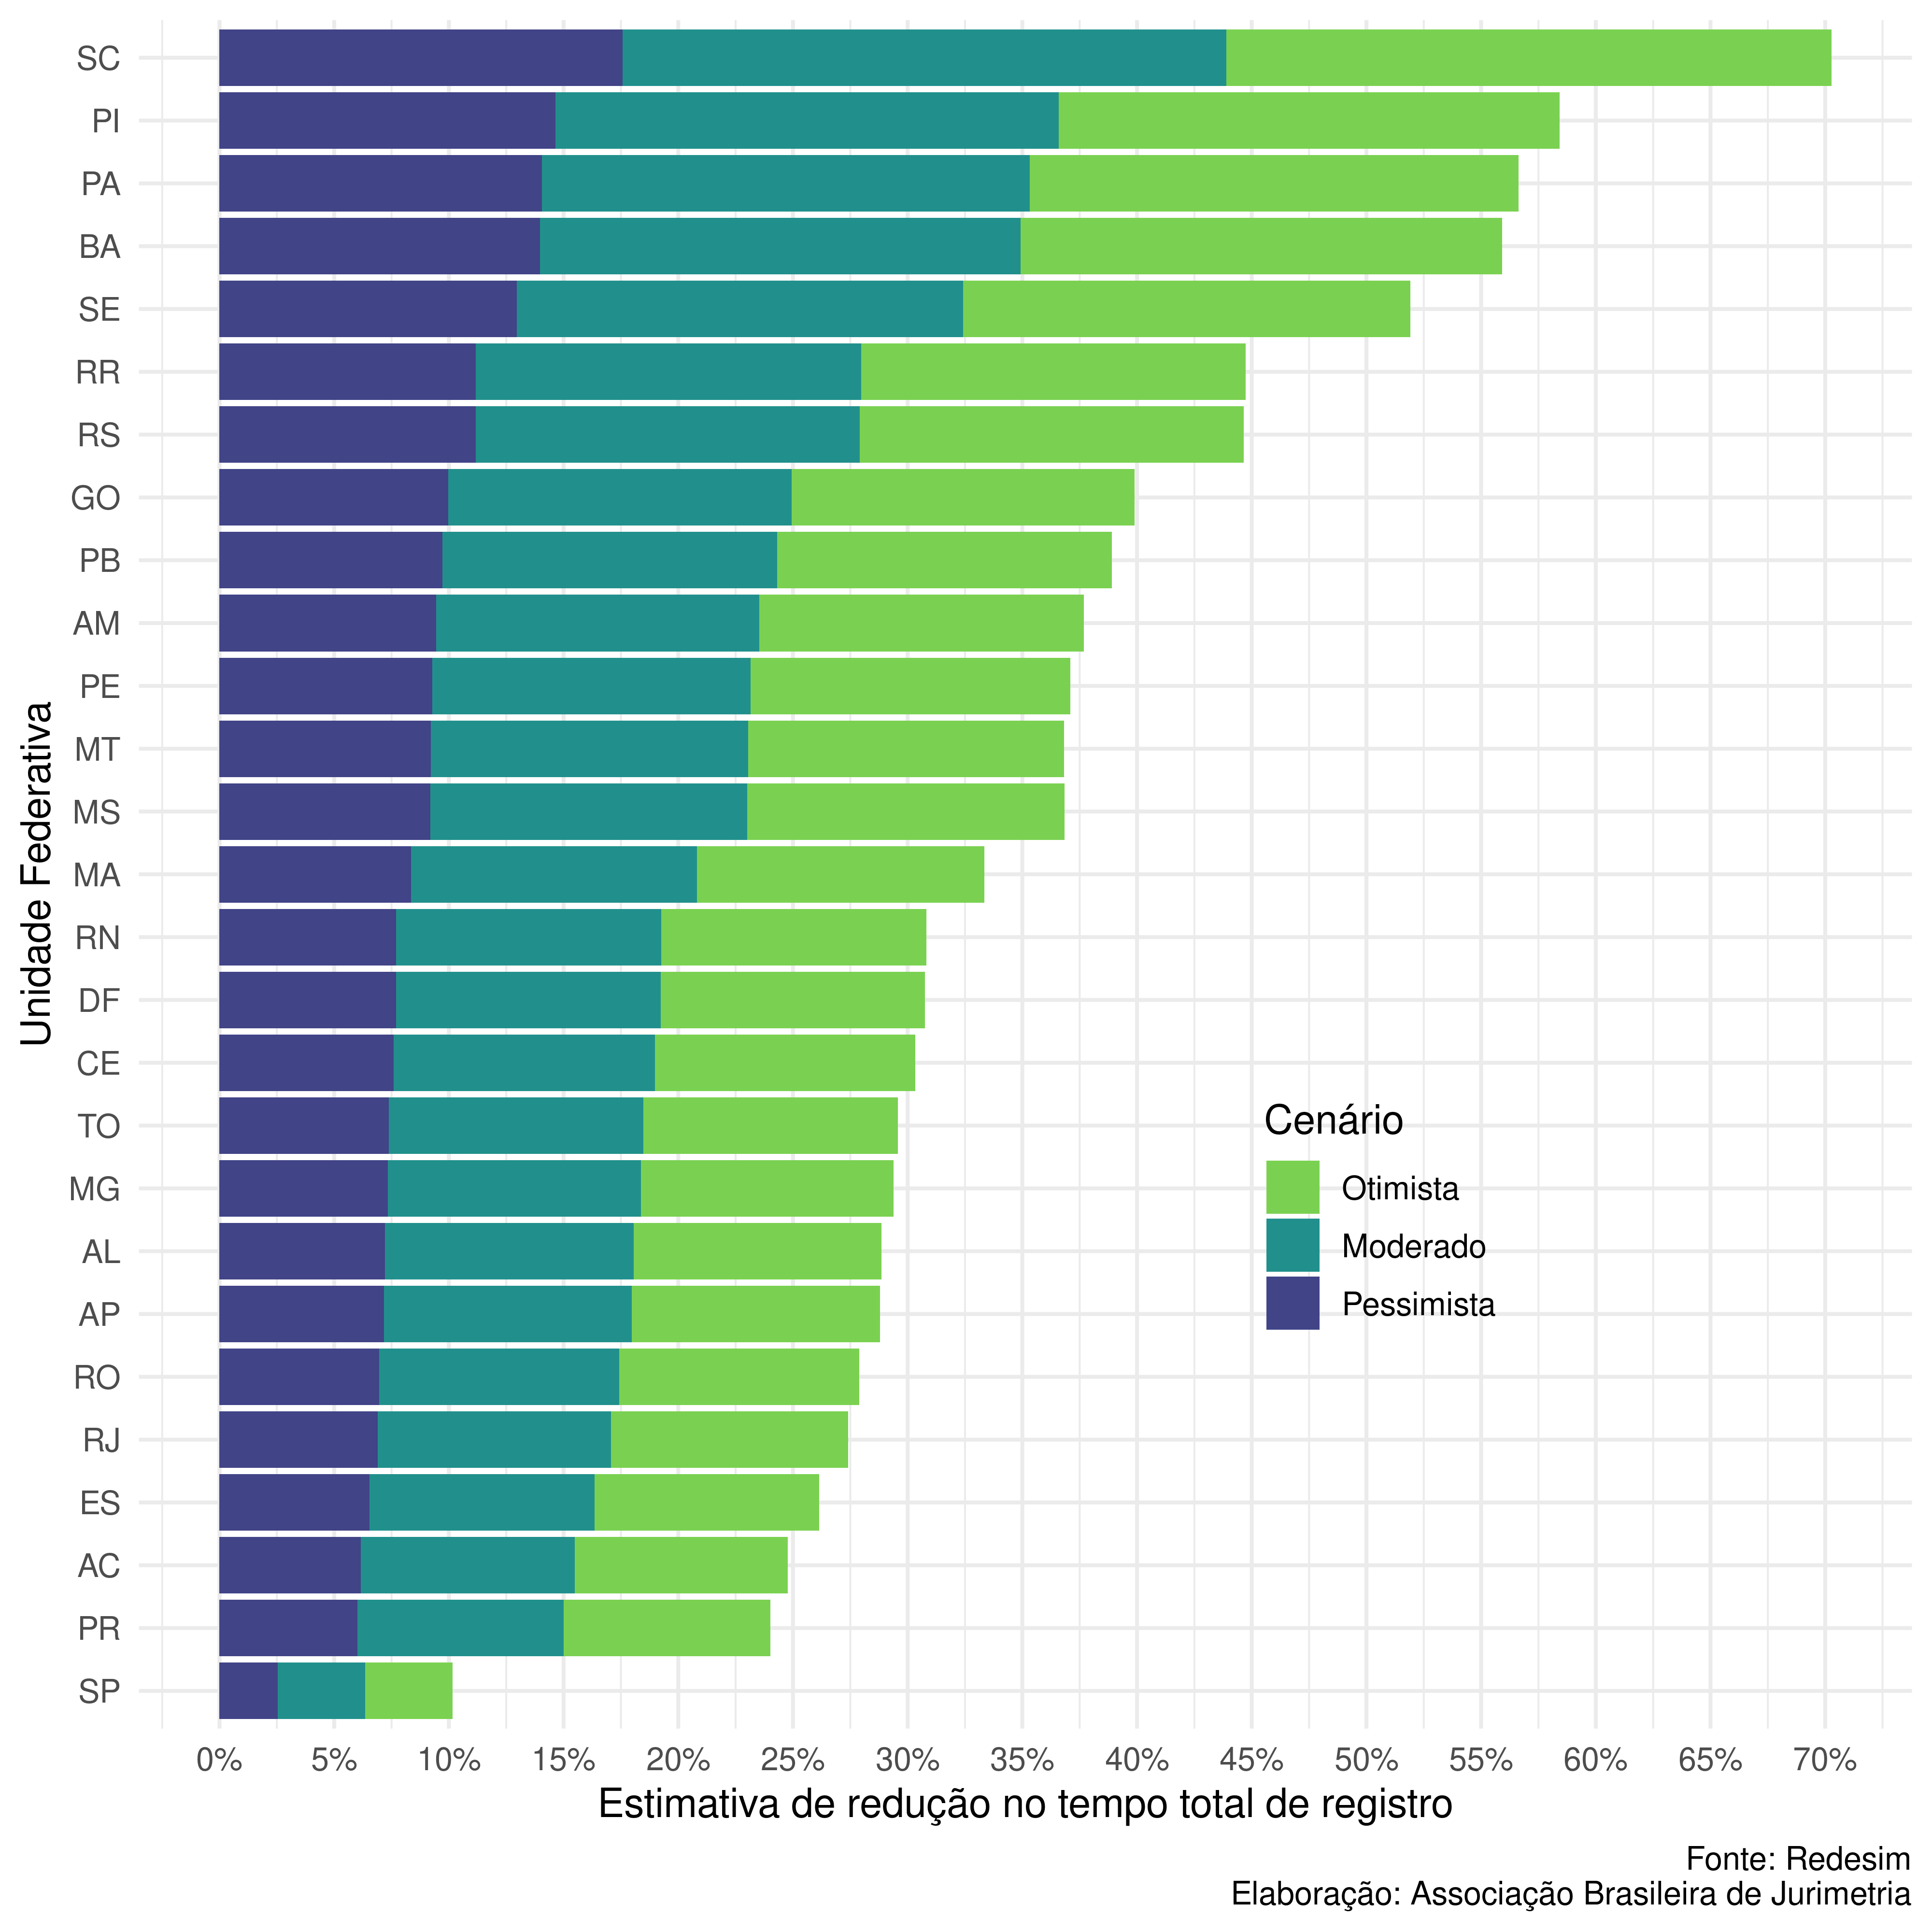 SC
PI
PA
BA
SE
RR
RS
GO
PB
AM
PE
MT
MS
MA
RN
DF
CE
TO
MG
AL
AP
RO
RJ
ES
AC
PR
SP
Unidade Federativa
Cenário
Otimista
Moderado
Pessimista
0% 5% 10% 15% 20% 25% 30% 35% 40% 45% 50% 55% 60% 65% 70%
Estimativa de redução no tempo total de registro
Fonte: Redesim
Elaboração: Associação Brasileira de Jurimetria